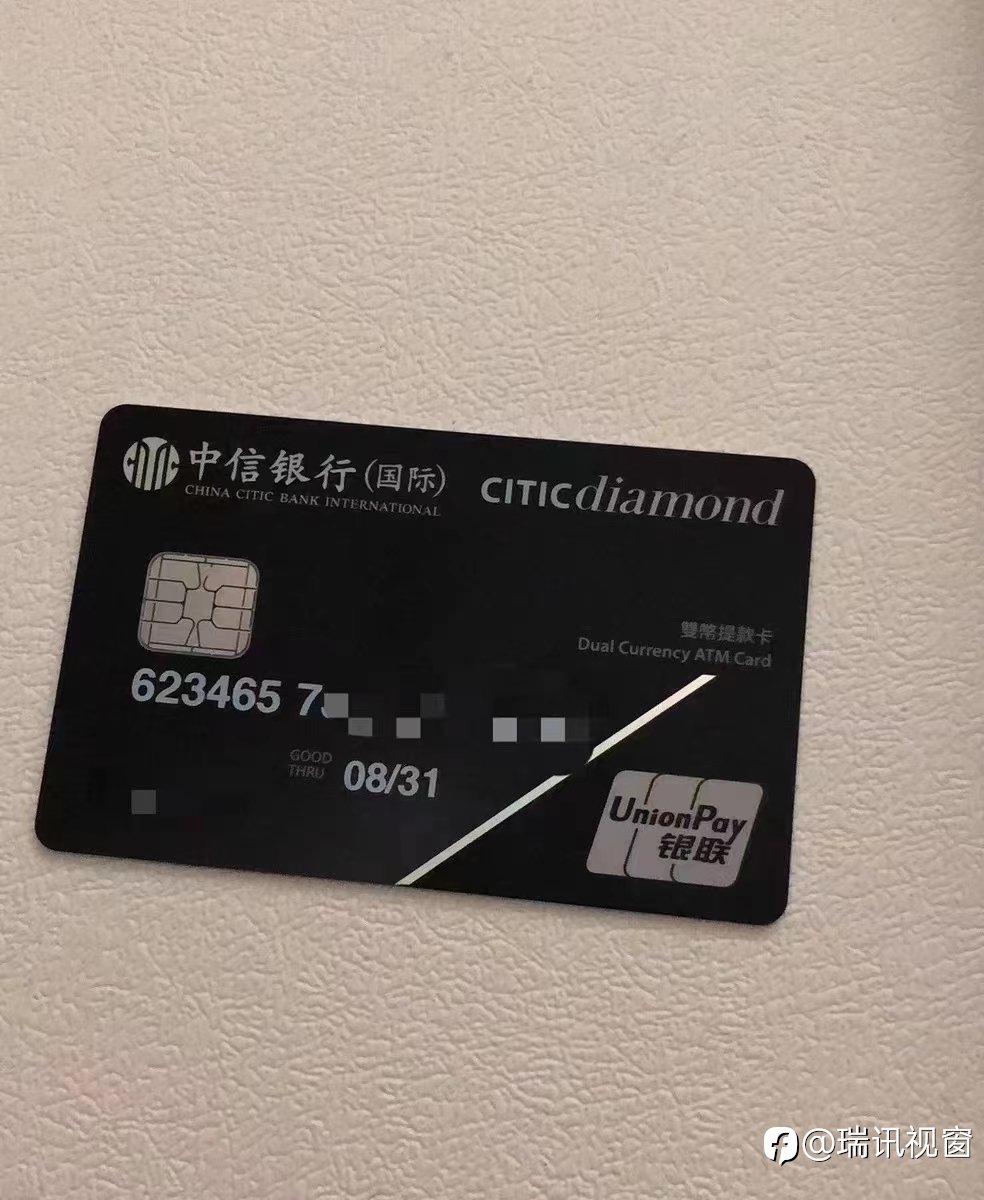 CITIC 中信银行(国际) CITICdiamond
CHINA CITIC BANK INTERNATIONAL
雙幣提款卡
Dual Currency ATM Card
623465 7
GOOD
THRU 08/31
UnionPay
银联
@瑞讯视窗